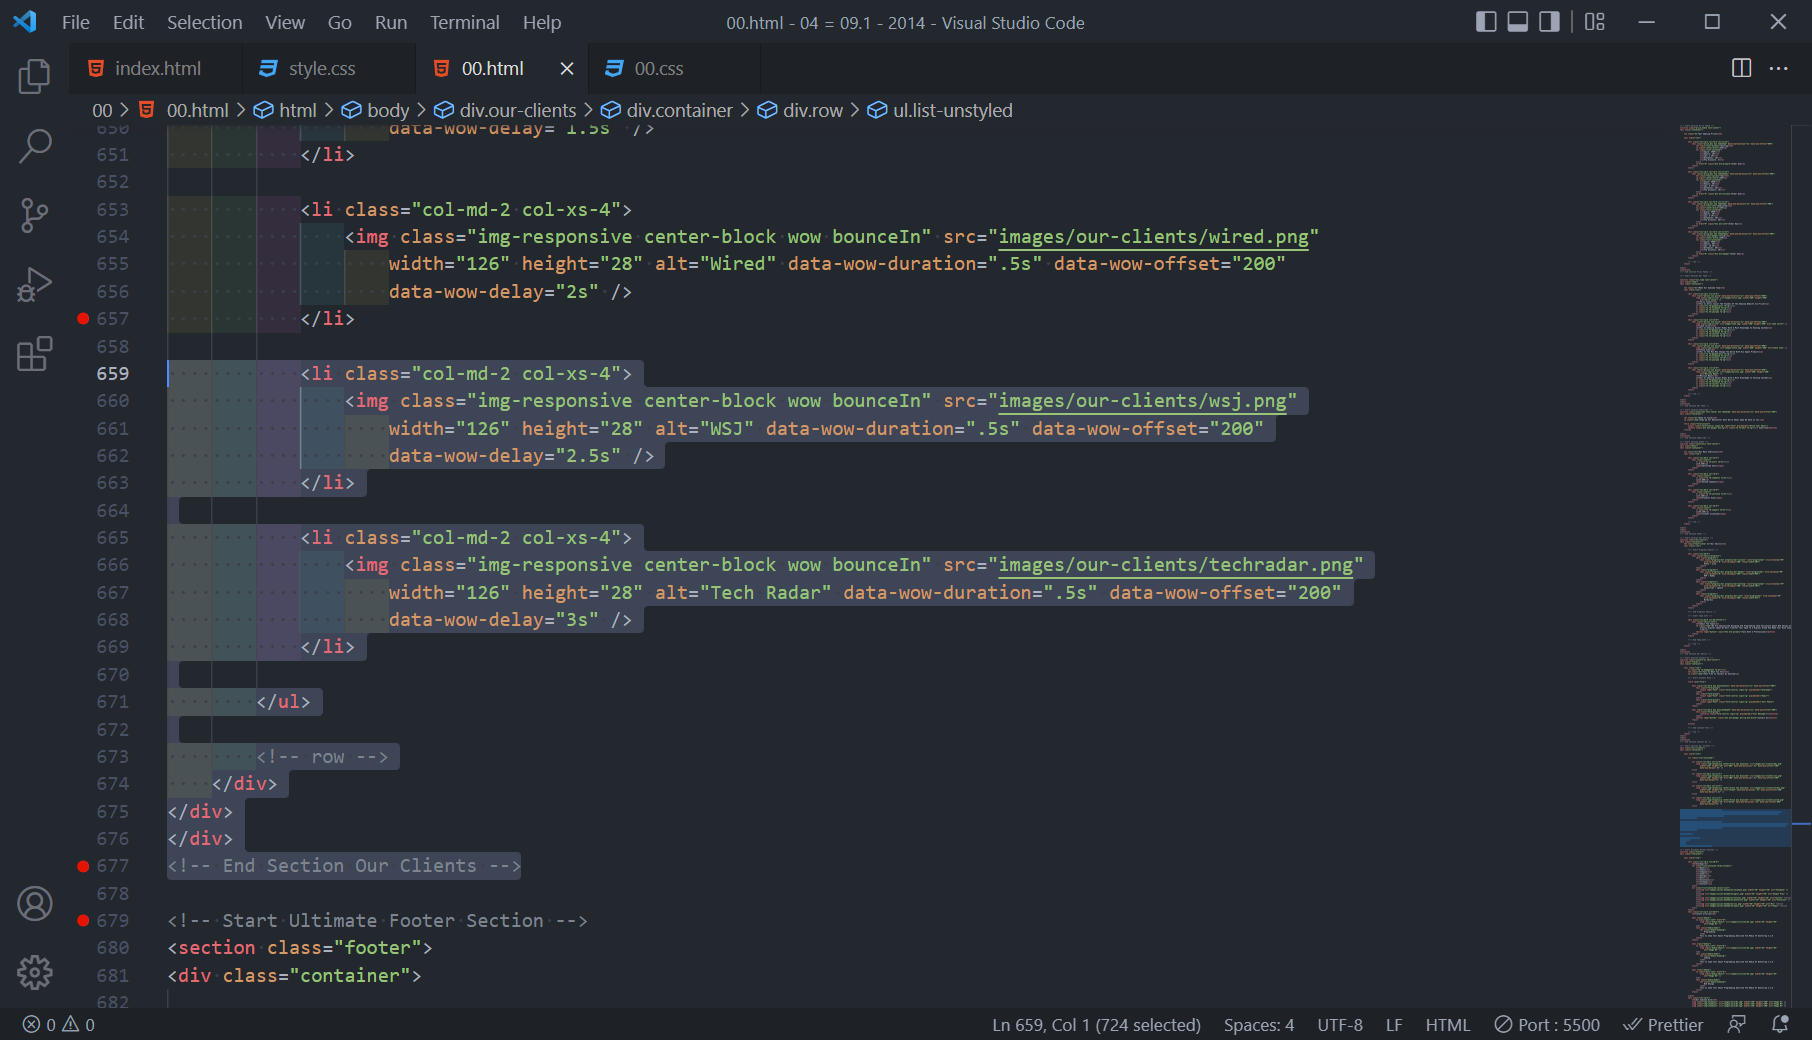 File Edit Selection View Go Run Terminal Help 00.html - 04 = 09.1 - 2014 - Visual Studio Code
index.html style.css 00.html 00.css
00 > 00.html > html > body > div.our-clients > div.container > div.row > ul.list-unstyled
650 data-wow-delay="1.5s" />
651 </li>
652
653 <li class="col-md-2 col-xs-4">
654 <img class="img-responsive center-block wow bounceIn" src="images/our-clients/wired.png"
655 width="126" height="28" alt="Wired" data-wow-duration=".5s" data-wow-offset="200"
656 data-wow-delay="2s" />
657 </li>
658
659 <li class="col-md-2 col-xs-4">
660 <img class="img-responsive center-block wow bounceIn" src="images/our-clients/wsj.png"
661 width="126" height="28" alt="WSJ" data-wow-duration=".5s" data-wow-offset="200"
662 data-wow-delay="2.5s" />
663 </li>
664
665 <li class="col-md-2 col-xs-4">
666 <img class="img-responsive center-block wow bounceIn" src="images/our-clients/techradar.png"
667 width="126" height="28" alt="Tech Radar" data-wow-duration=".5s" data-wow-offset="200"
668 data-wow-delay="3s" />
669 </li>
670
671 </ul>
672
673 <!-- row -->
674 </div>
675 </div>
676 </div>
677 <!-- End Section Our Clients -->
678
679 <!-- Start Ultimate Footer Section -->
680 <section class="footer">
681 <div class="container">
682
0 0 Ln 659, Col 1 (724 selected) Spaces: 4 UTF-8 LF HTML Port : 5500 Prettier